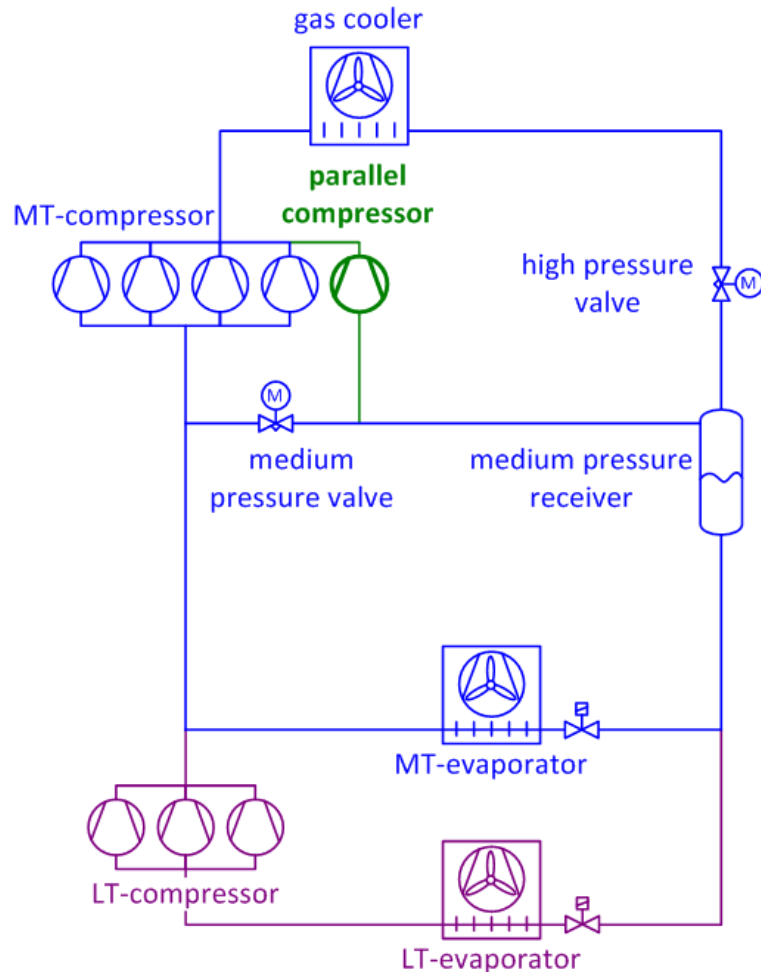 gas cooler
parallel
compressor
MT-compressor
high pressure
valve
M
M
medium
pressure valve
medium pressure
receiver
MT-evaporator
LT-compressor
LT-evaporator